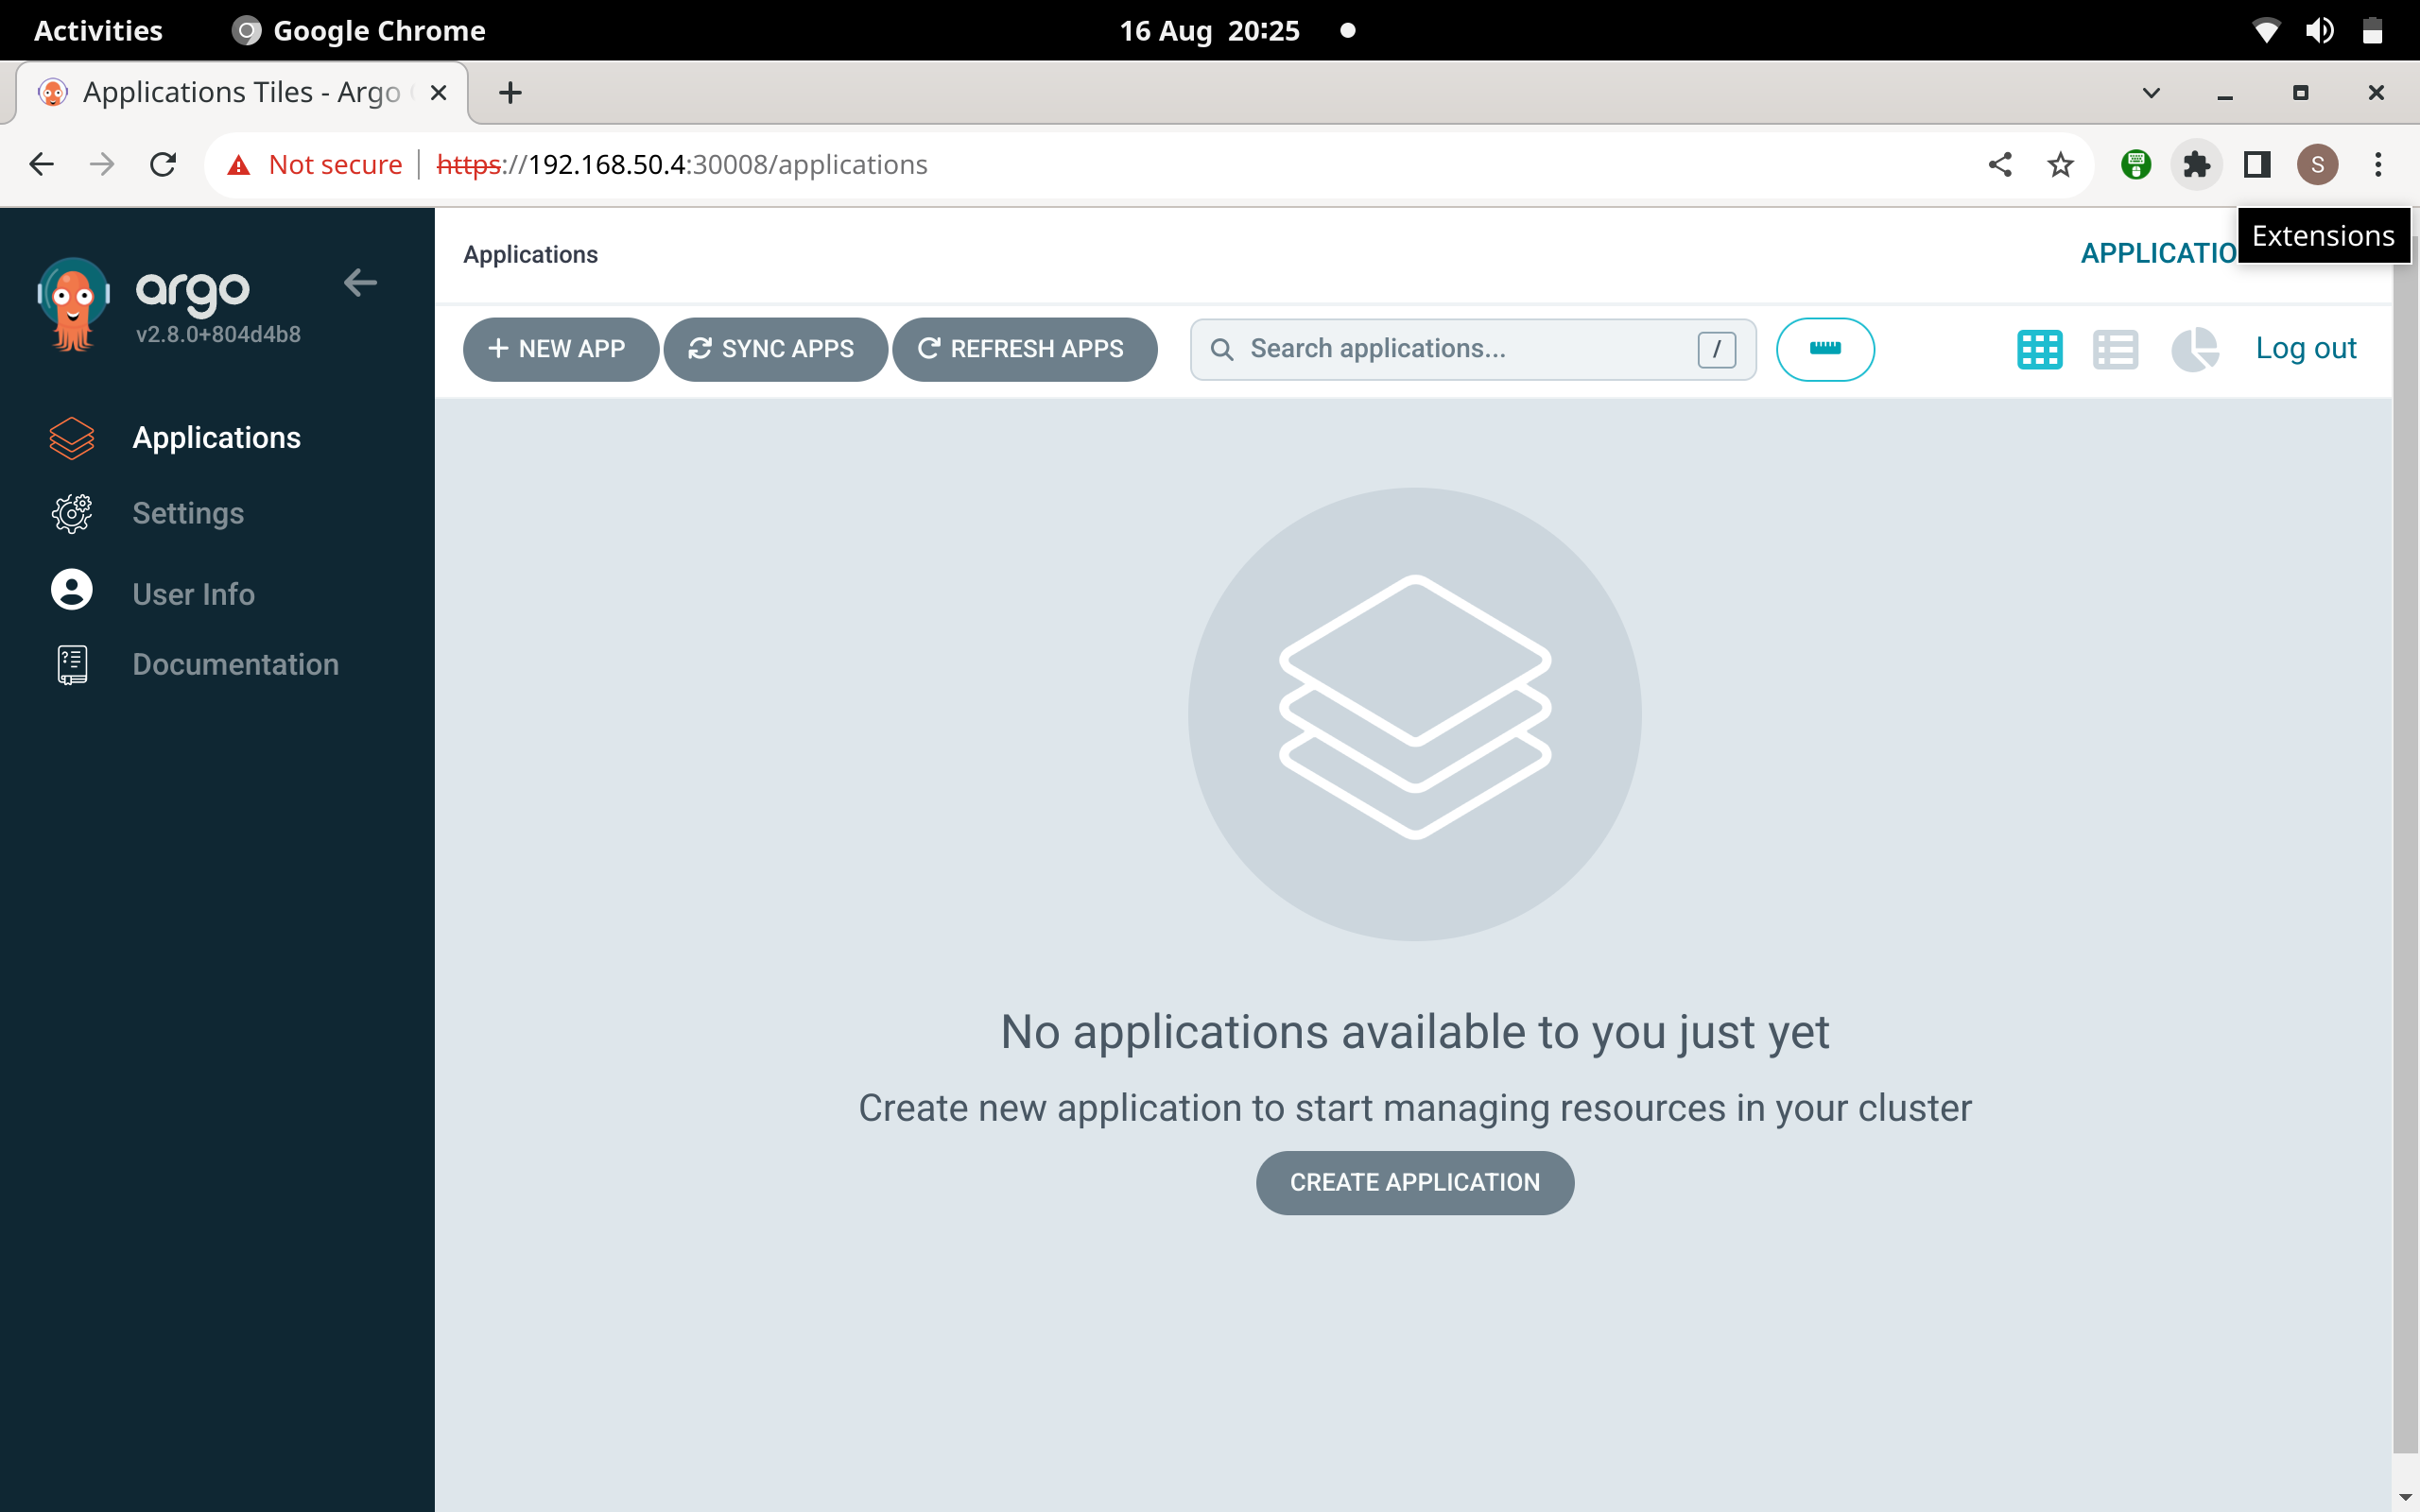 Activities Google Chrome 16 Aug 20:25
Applications Tiles - Argo
Not secure https://192.168.50.4:30008/applications S
Extensions
argo
v2.8.0+804d4b8
Applications
Settings
User Info
Documentation
Applications APPLICATIO
NEW APP SYNC APPS REFRESH APPS Search applications... / Log out
No applications available to you just yet
Create new application to start managing resources in your cluster
CREATE APPLICATION